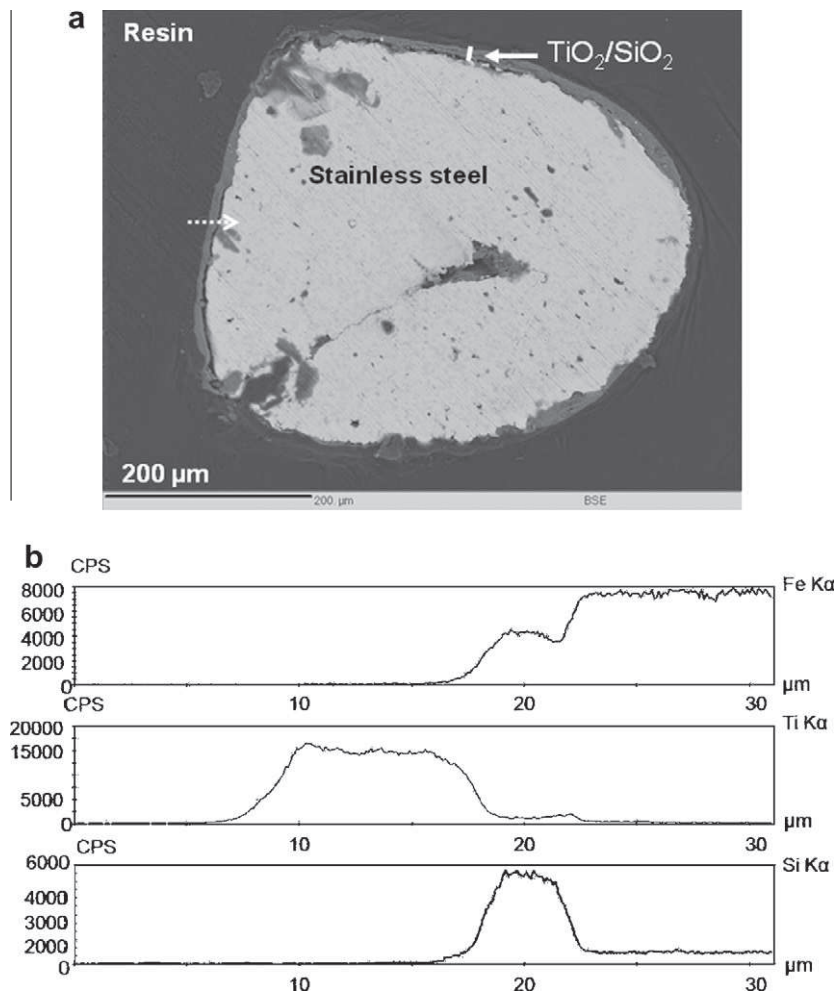 a
Resin
TiO2/SiO2
Stainless steel
200 µm
200. µm BSE
b
CPS
8000
6000
4000
2000
0
Fe Kα
10 20 30 µm
CPS
20000
15000
5000
0
Ti Kα
10 20 30 µm
CPS
6000
4000
3000
2000
0
Si Kα
10 20 30